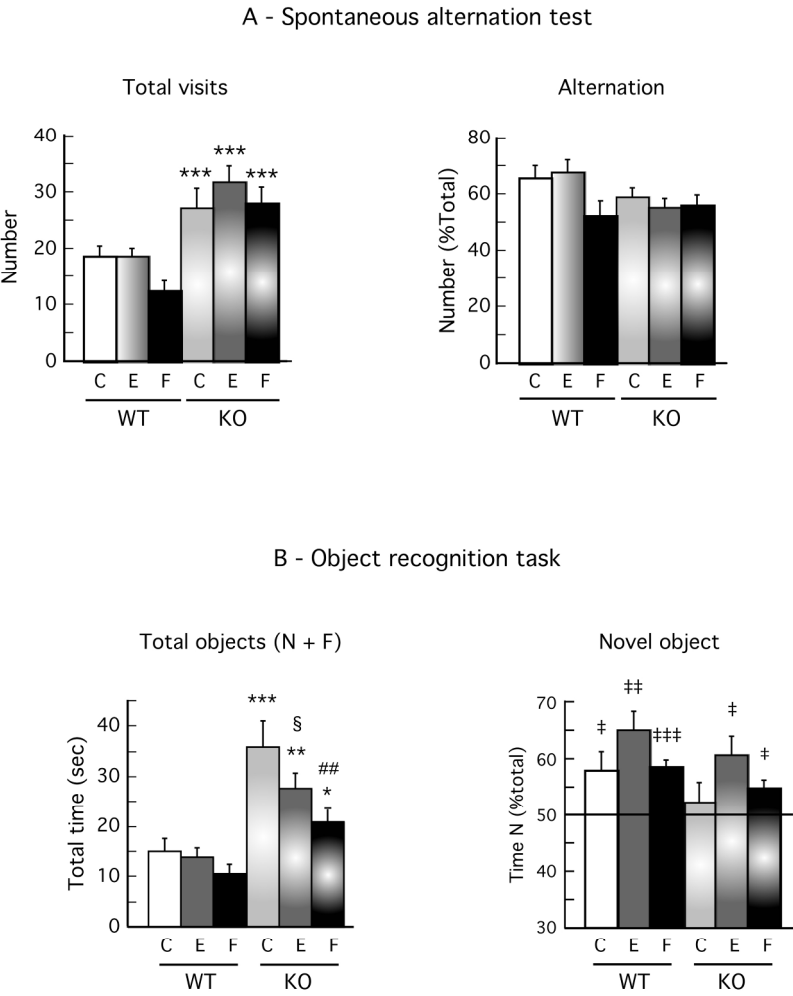 A - Spontaneous alternation test
Total visits
Number
40
30
20
10
0
***
***
***
C E F C E F
WT KO
Alternation
Number (%Total)
80
60
40
20
0
C E F C E F
WT KO
B - Object recognition task
Total objects (N + F)
Total time (sec)
40
30
20
10
0
***
§
**
##
*
C E F C E F
WT KO
Novel object
Time N (%total)
70
60
50
40
30
‡
‡‡
‡‡‡
‡
‡
C E F C E F
WT KO